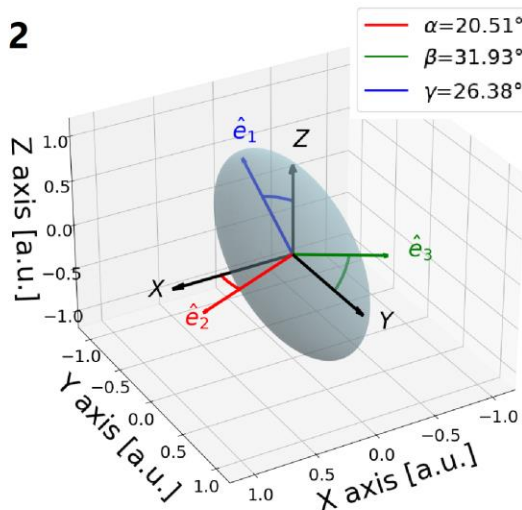 2
α=20.51°
β=31.93°
γ=26.38°
ê₁
Z
ê₃
X
ê₂
Y
Z axis [a.u.]
1.0
0.5
0.0
−0.5
−1.0
Y axis [a.u.]
−1.0
−0.5
0.0
0.5
1.0
X axis [a.u.]
1.0
0.5
0.0
−0.5
−1.0